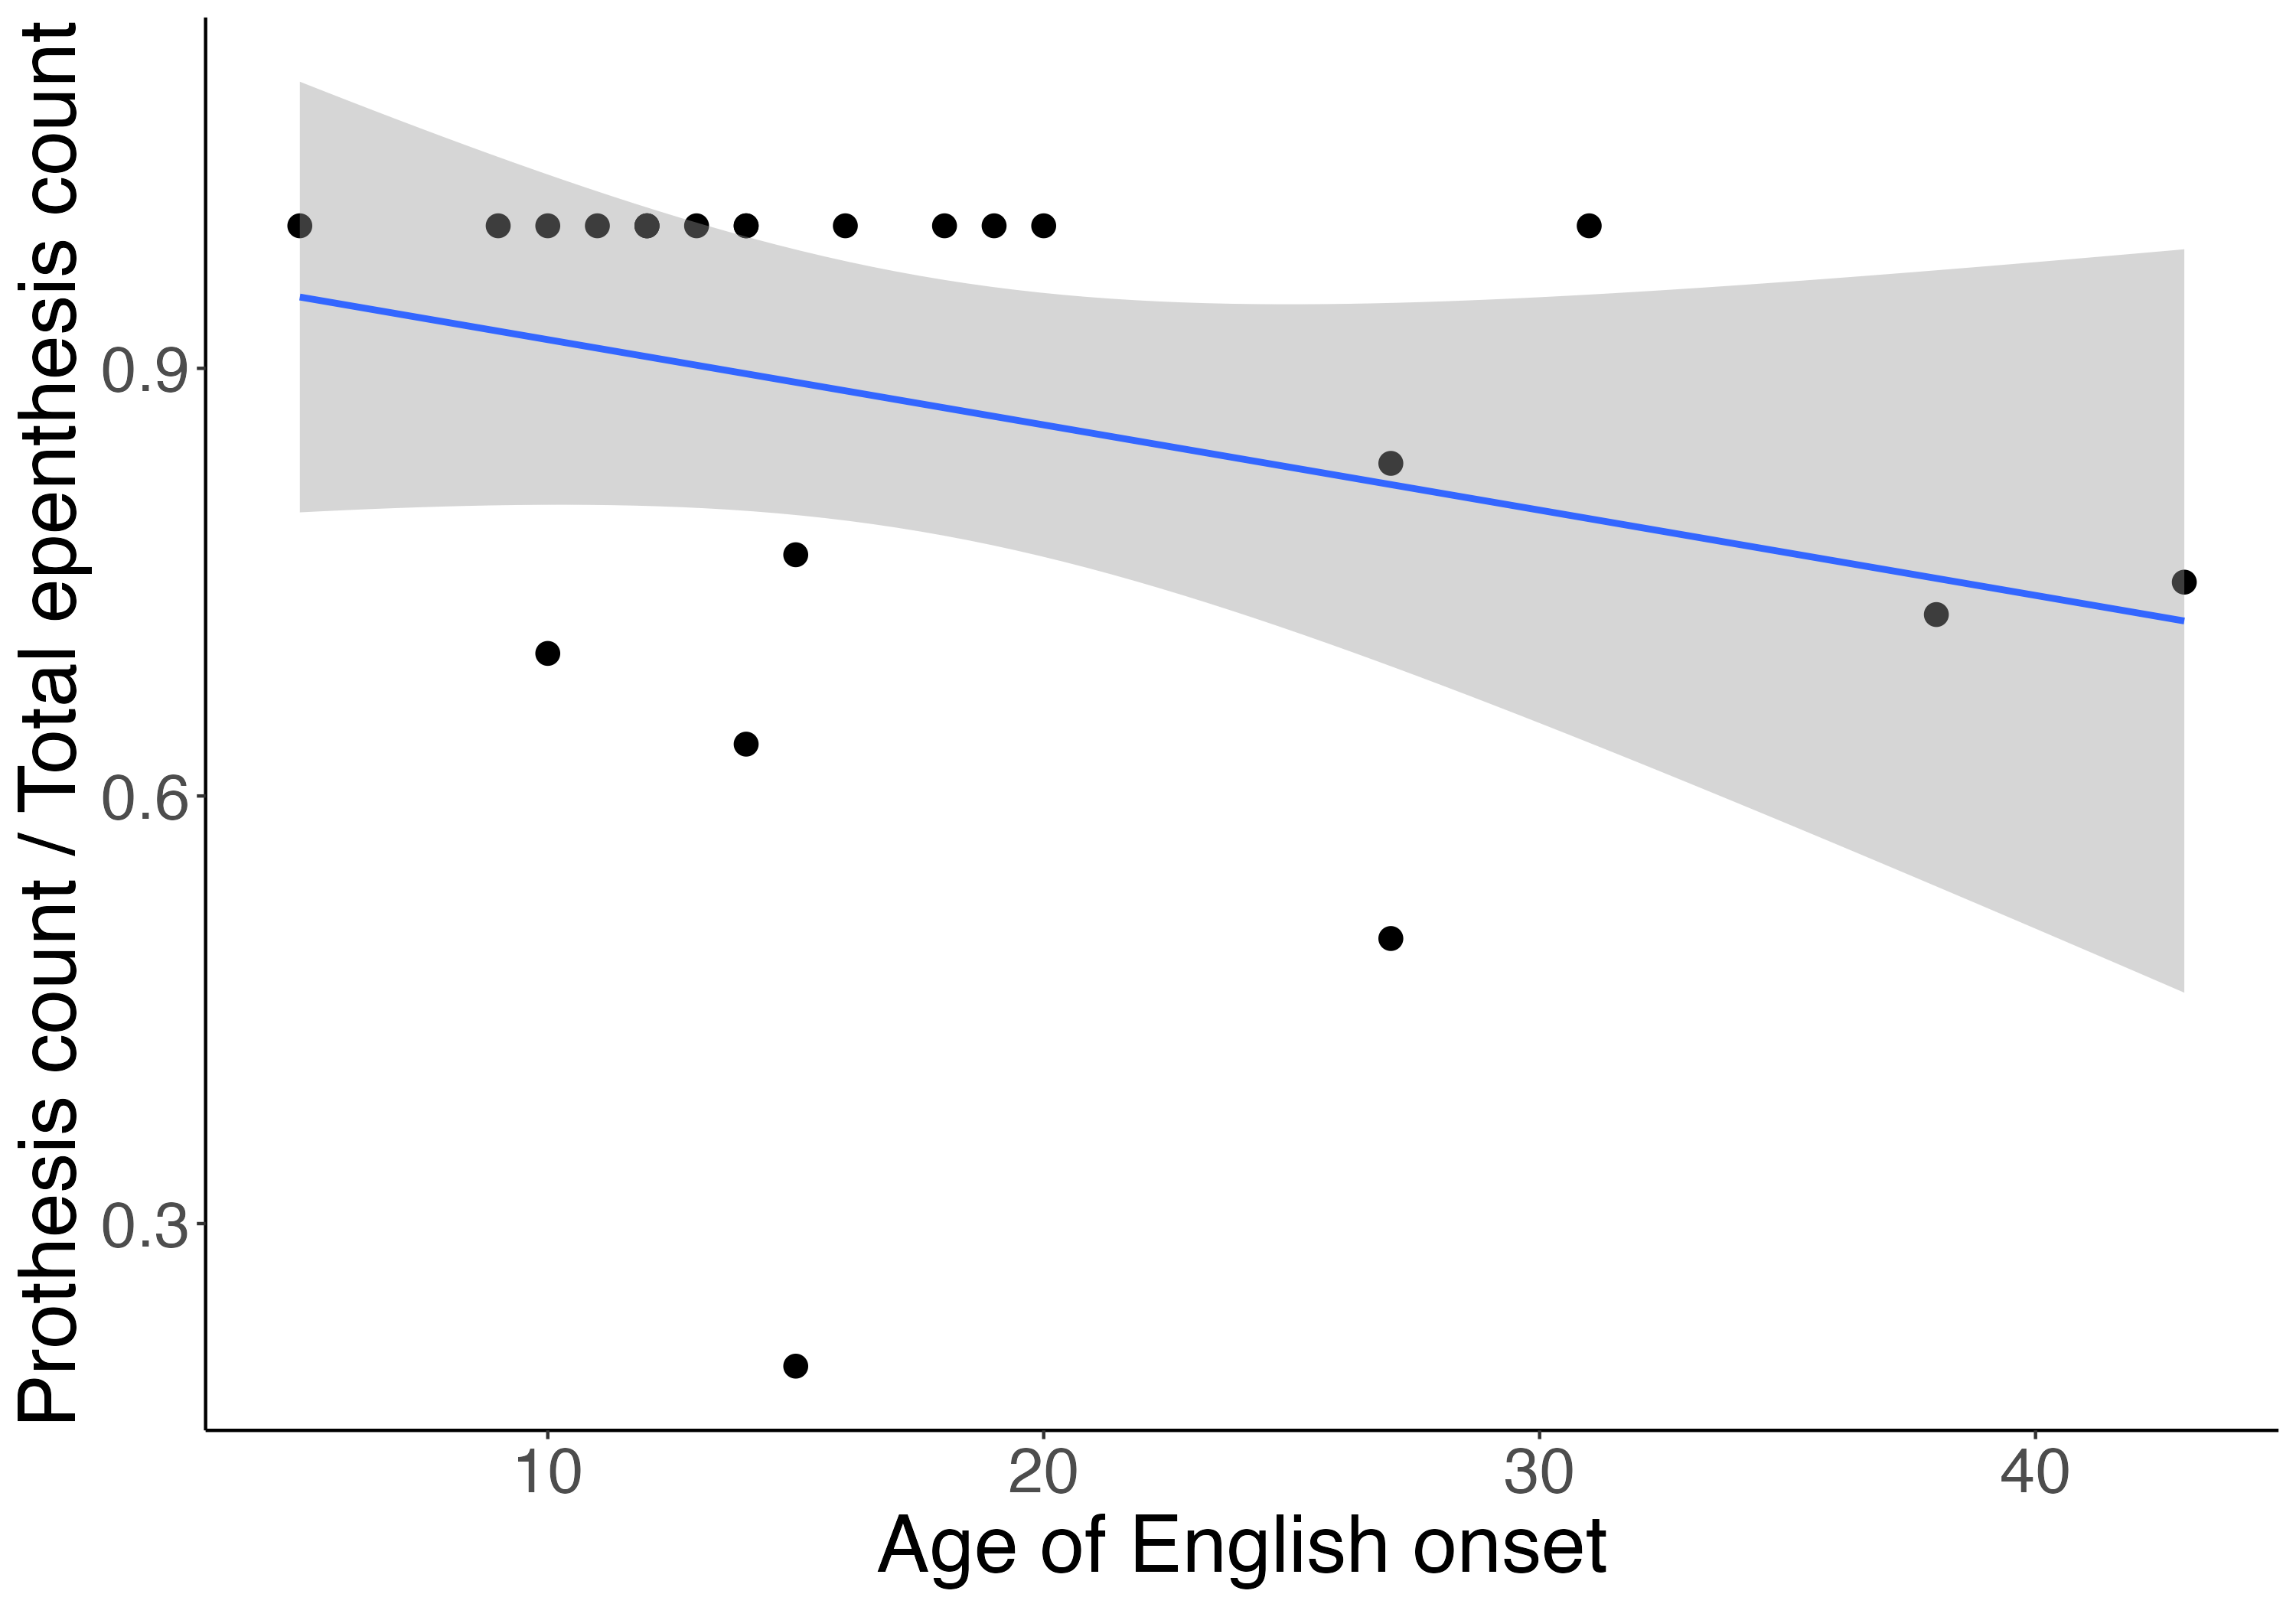 Prothesis count / Total epenthesis count
0.9
0.6
0.3
10 20 30 40
Age of English onset